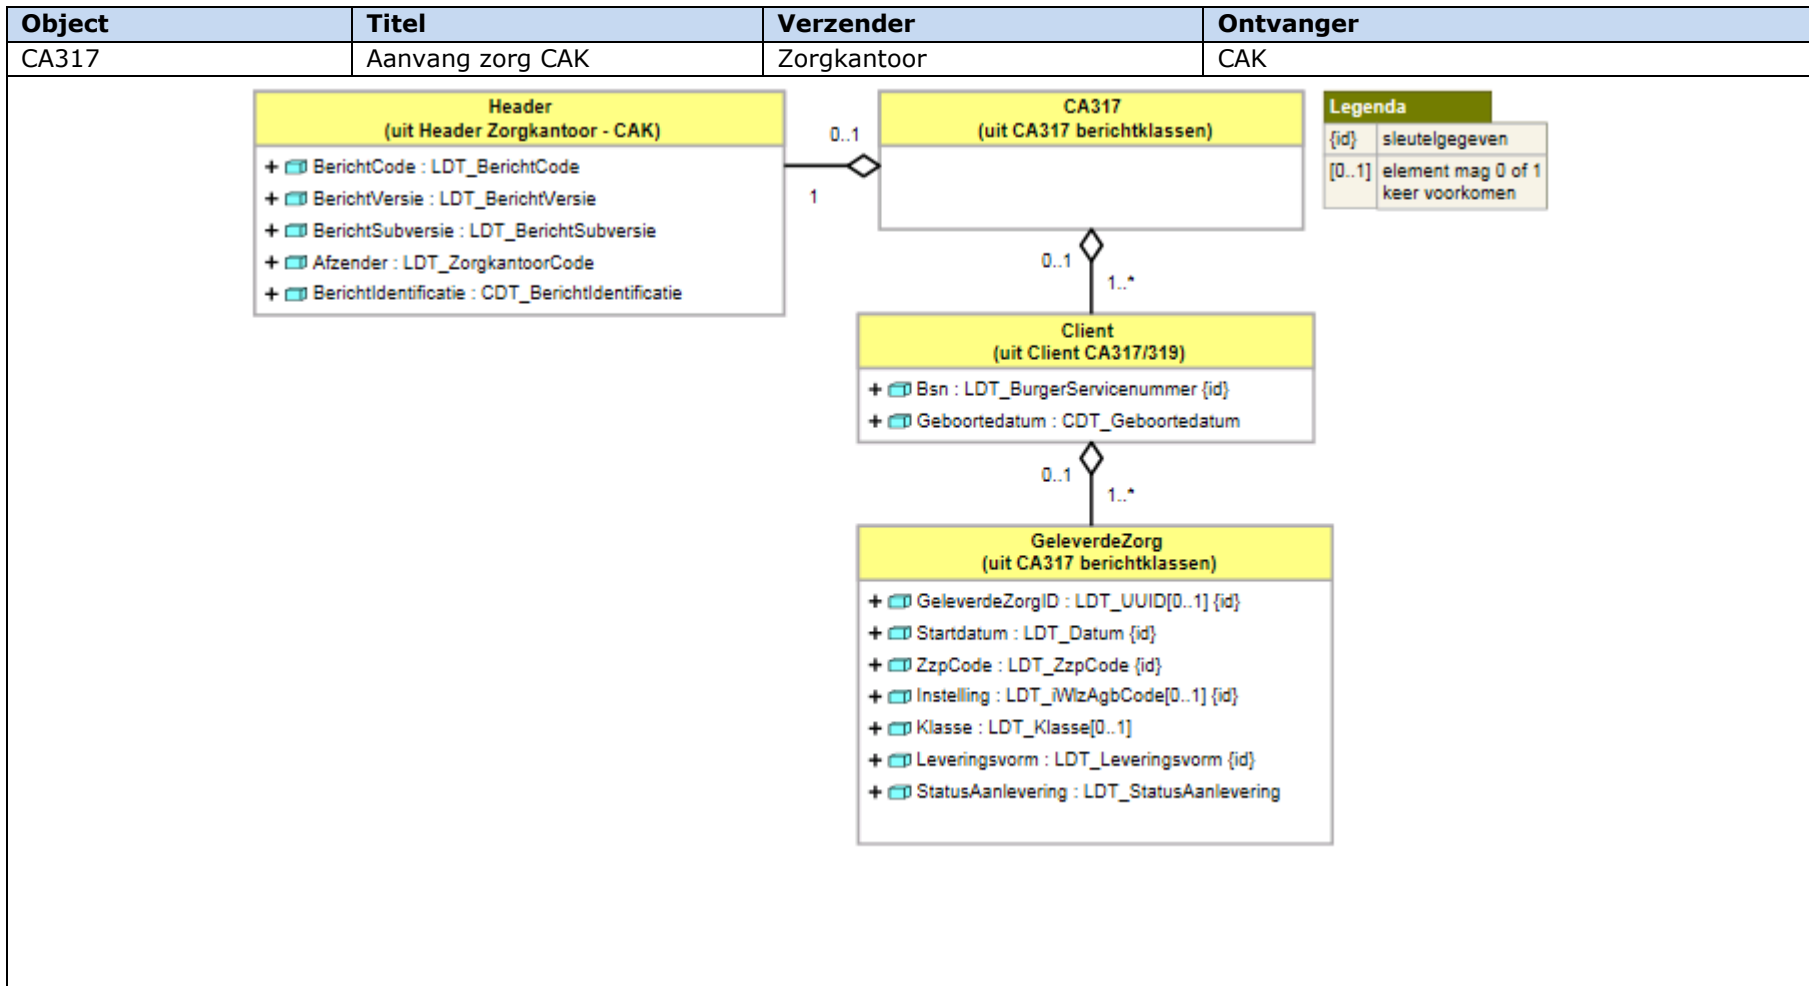 Object Titel Verzender Ontvanger
CA317 Aanvang zorg CAK Zorgkantoor CAK
Header
(uit Header Zorgkantoor - CAK)
+ BerichtCode : LDT_BerichtCode
+ BerichtVersie : LDT_BerichtVersie
+ BerichtSubversie : LDT_BerichtSubversie
+ Afzender : LDT_ZorgkantoorCode
+ BerichtIdentificatie : CDT_BerichtIdentificatie
0..1
1
CA317
(uit CA317 berichtklassen)
Legenda
{id} sleutelgegeven
[0..1] element mag 0 of 1
keer voorkomen
0..1
1..*
Client
(uit Client CA317/319)
+ Bsn : LDT_BurgerServicenummer {id}
+ Geboortedatum : CDT_Geboortedatum
0..1
1..*
GeleverdeZorg
(uit CA317 berichtklassen)
+ GeleverdeZorgID : LDT_UUID[0..1] {id}
+ Startdatum : LDT_Datum {id}
+ ZzpCode : LDT_ZzpCode {id}
+ Instelling : LDT_iWlzAgbCode[0..1] {id}
+ Klasse : LDT_Klasse[0..1]
+ Leveringsvorm : LDT_Leveringsvorm {id}
+ StatusAanlevering : LDT_StatusAanlevering